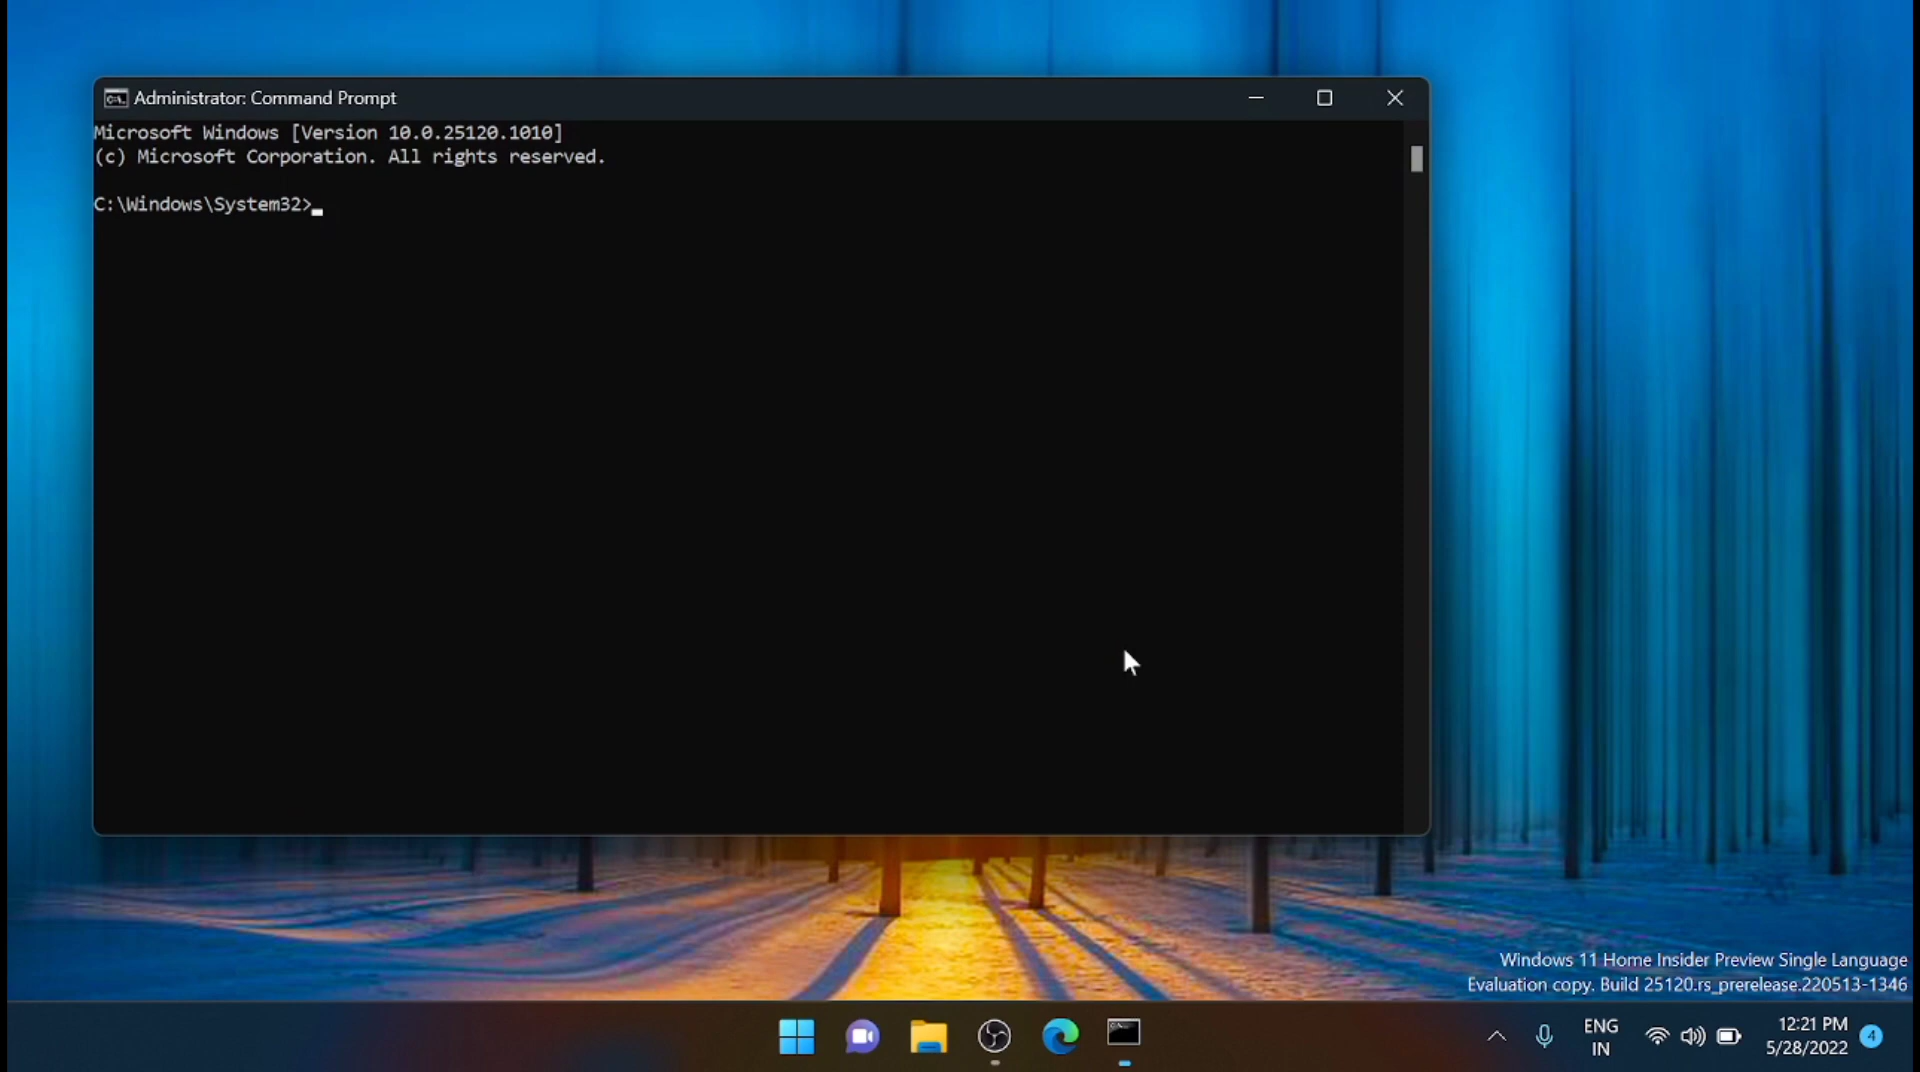 Administrator: Command Prompt
Microsoft Windows [Version 10.0.25120.1010]
(c) Microsoft Corporation. All rights reserved.
C:\Windows\System32>
Windows 11 Home Insider Preview Single Language
Evaluation copy. Build 25120.rs_prerelease.220513-1346
ENG
IN
12:21 PM
5/28/2022
4